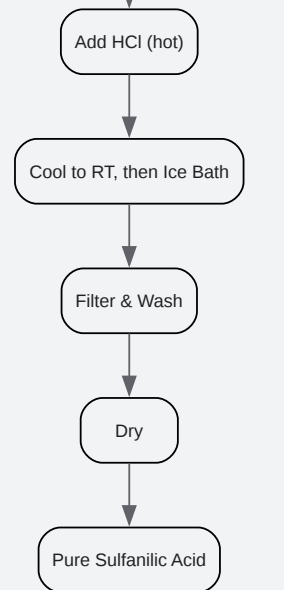 Add HCl (hot)
Cool to RT, then Ice Bath
Filter & Wash
Dry
Pure Sulfanilic Acid